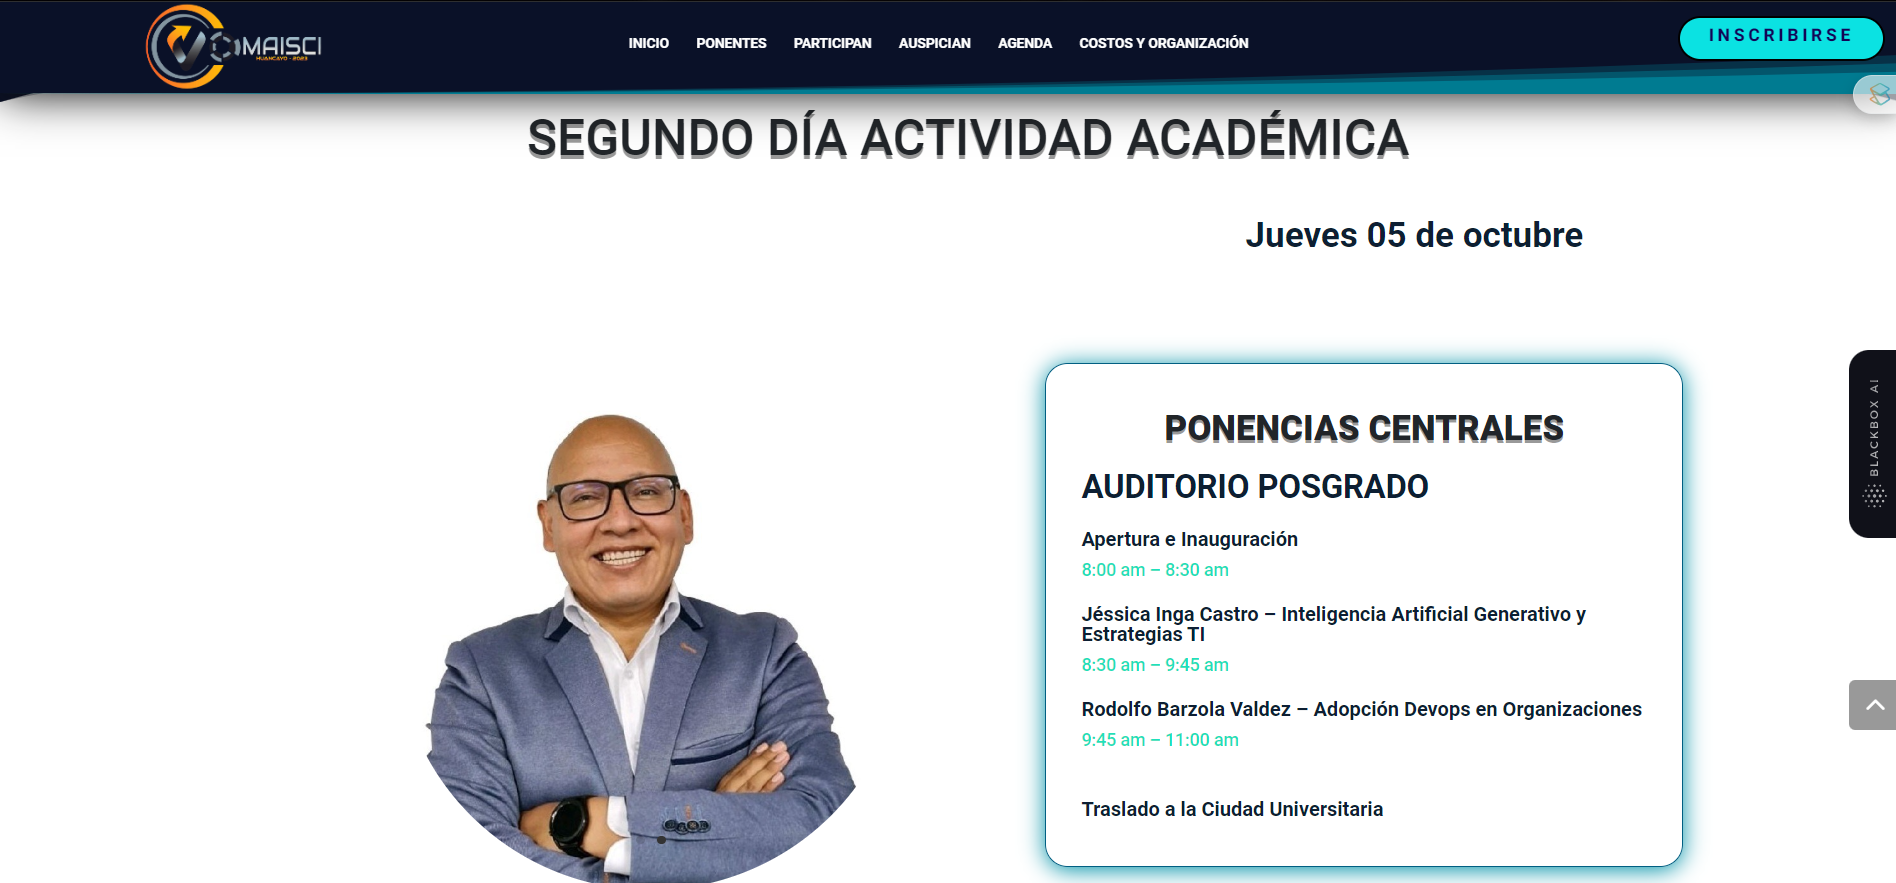 OMAISCI
HUANCAYO - 2023
INICIO
PONENTES
PARTICIPAN
AUSPICIAN
AGENDA
COSTOS Y ORGANIZACIÓN
INSCRIBIRSE
SEGUNDO DÍA ACTIVIDAD ACADÉMICA
Jueves 05 de octubre
PONENCIAS CENTRALES
AUDITORIO POSGRADO
Apertura e Inauguración
8:00 am – 8:30 am
Jéssica Inga Castro – Inteligencia Artificial Generativo y
Estrategias TI
8:30 am – 9:45 am
Rodolfo Barzola Valdez – Adopción Devops en Organizaciones
9:45 am – 11:00 am
Traslado a la Ciudad Universitaria
BLACKBOX AI